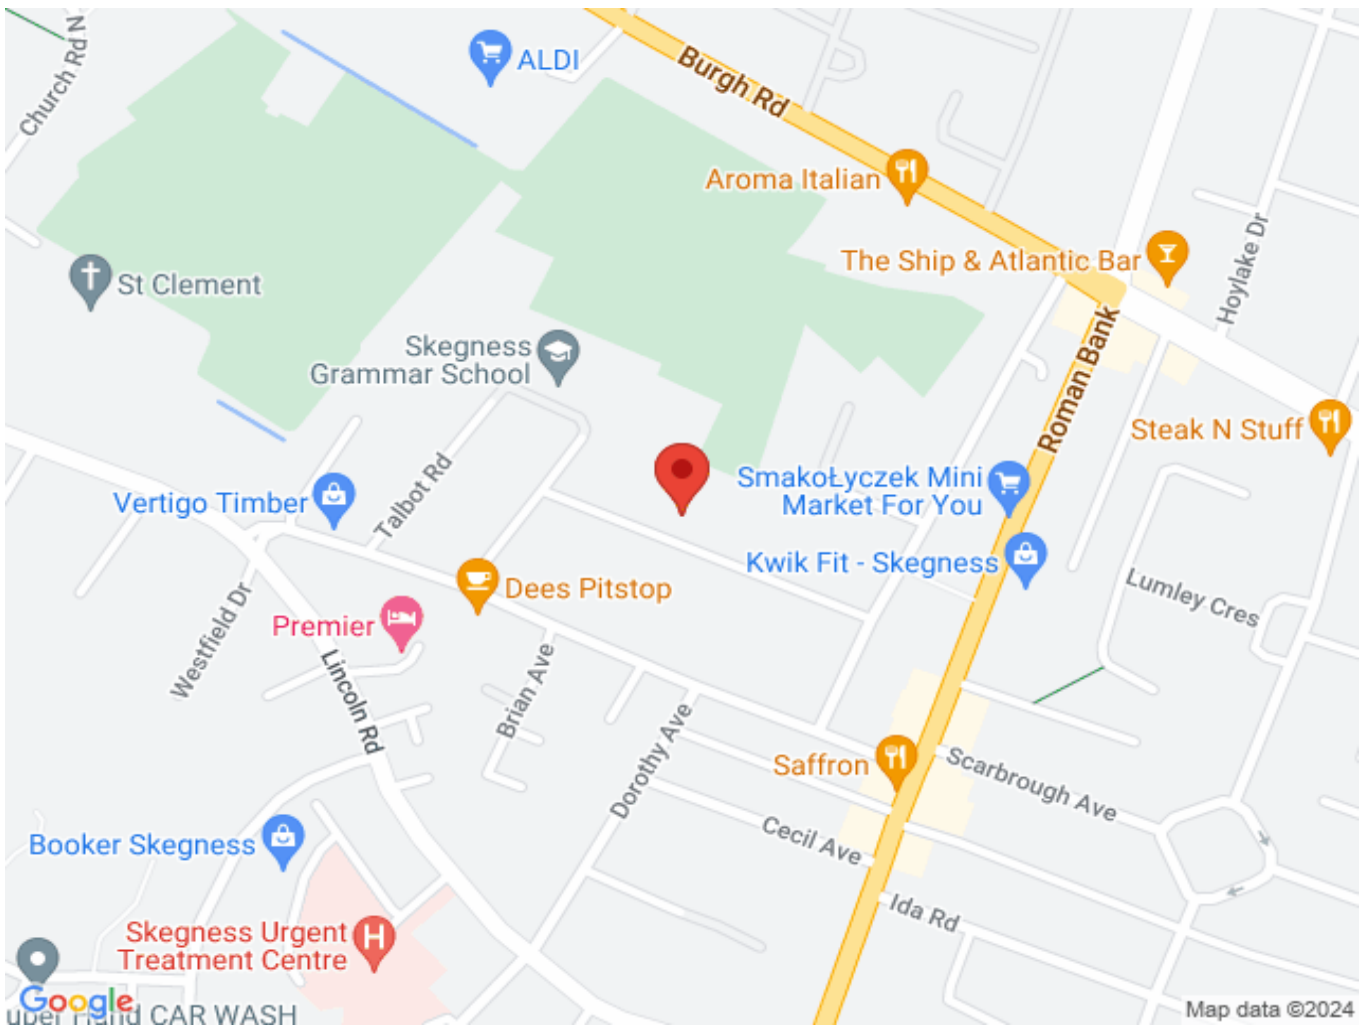 Church Rd N
ALDI
Burgh Rd
Aroma Italian
The Ship & Atlantic Bar
Hoylake Dr
St Clement
Skegness
Grammar School
Roman Bank
Steak N Stuff
Talbot Rd
Vertigo Timber
SmakoŁyczek Mini
Market For You
Kwik Fit - Skegness
Dees Pitstop
Lumley Cres
Westfield Dr
Premier
Lincoln Rd
Brian Ave
Dorothy Ave
Saffron
Scarbrough Ave
Cecil Ave
Booker Skegness
Ida Rd
Skegness Urgent
Treatment Centre
Google
Hand CAR WASH
Map data ©2024